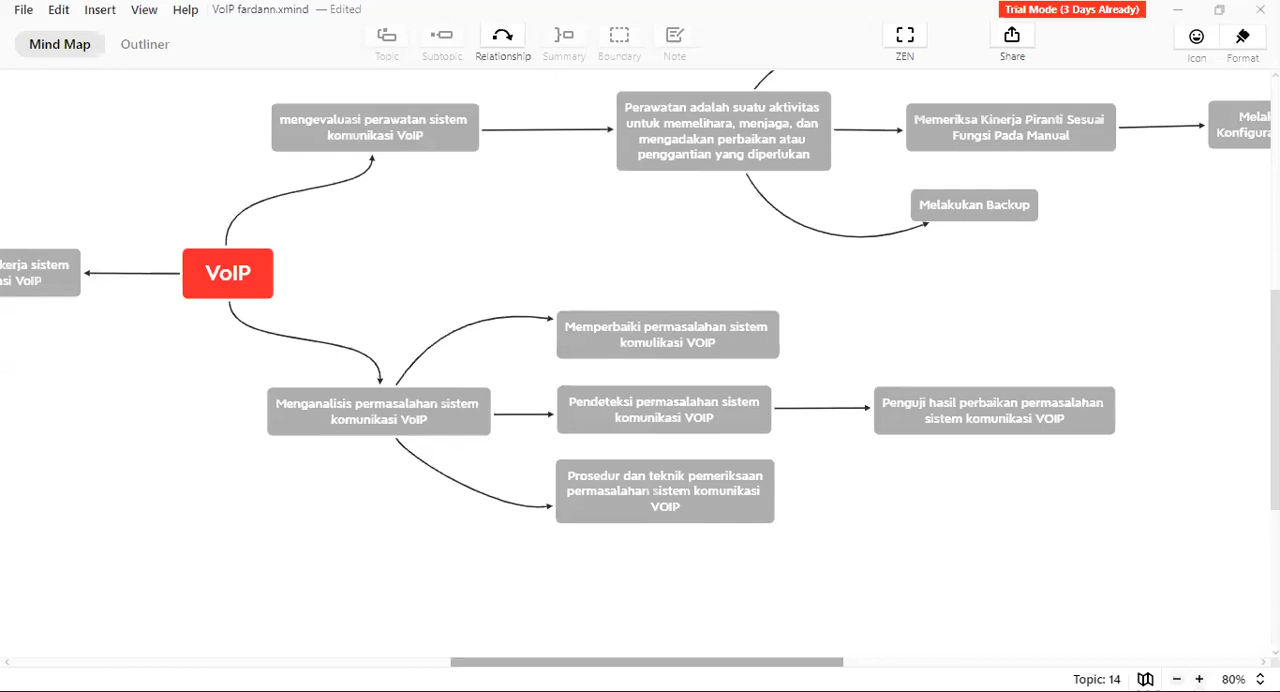 File Edit Insert View Help VoIP fardann.xmind — Edited
Trial Mode (3 Days Already)
Mind Map Outliner
Topic Subtopic Relationship Summary Boundary Note ZEN Share Icon Format
mengevaluasi perawatan sistem
komunikasi VoIP
Perawatan adalah suatu aktivitas
untuk memelihara, menjaga, dan
mengadakan perbaikan atau
penggantian yang diperlukan
Memeriksa Kinerja Piranti Sesuai
Fungsi Pada Manual
Melakukan Backup
kerja sistem
VoIP
VoIP
Memperbaiki permasalahan sistem
komulikasi VOIP
Menganalisis permasalahan sistem
komunikasi VoIP
Pendeteksi permasalahan sistem
komunikasi VOIP
Penguji hasil perbaikan permasalahan
sistem komunikasi VOIP
Prosedur dan teknik pemeriksaan
permasalahan sistem komunikasi
VOIP
Topic: 14
80%